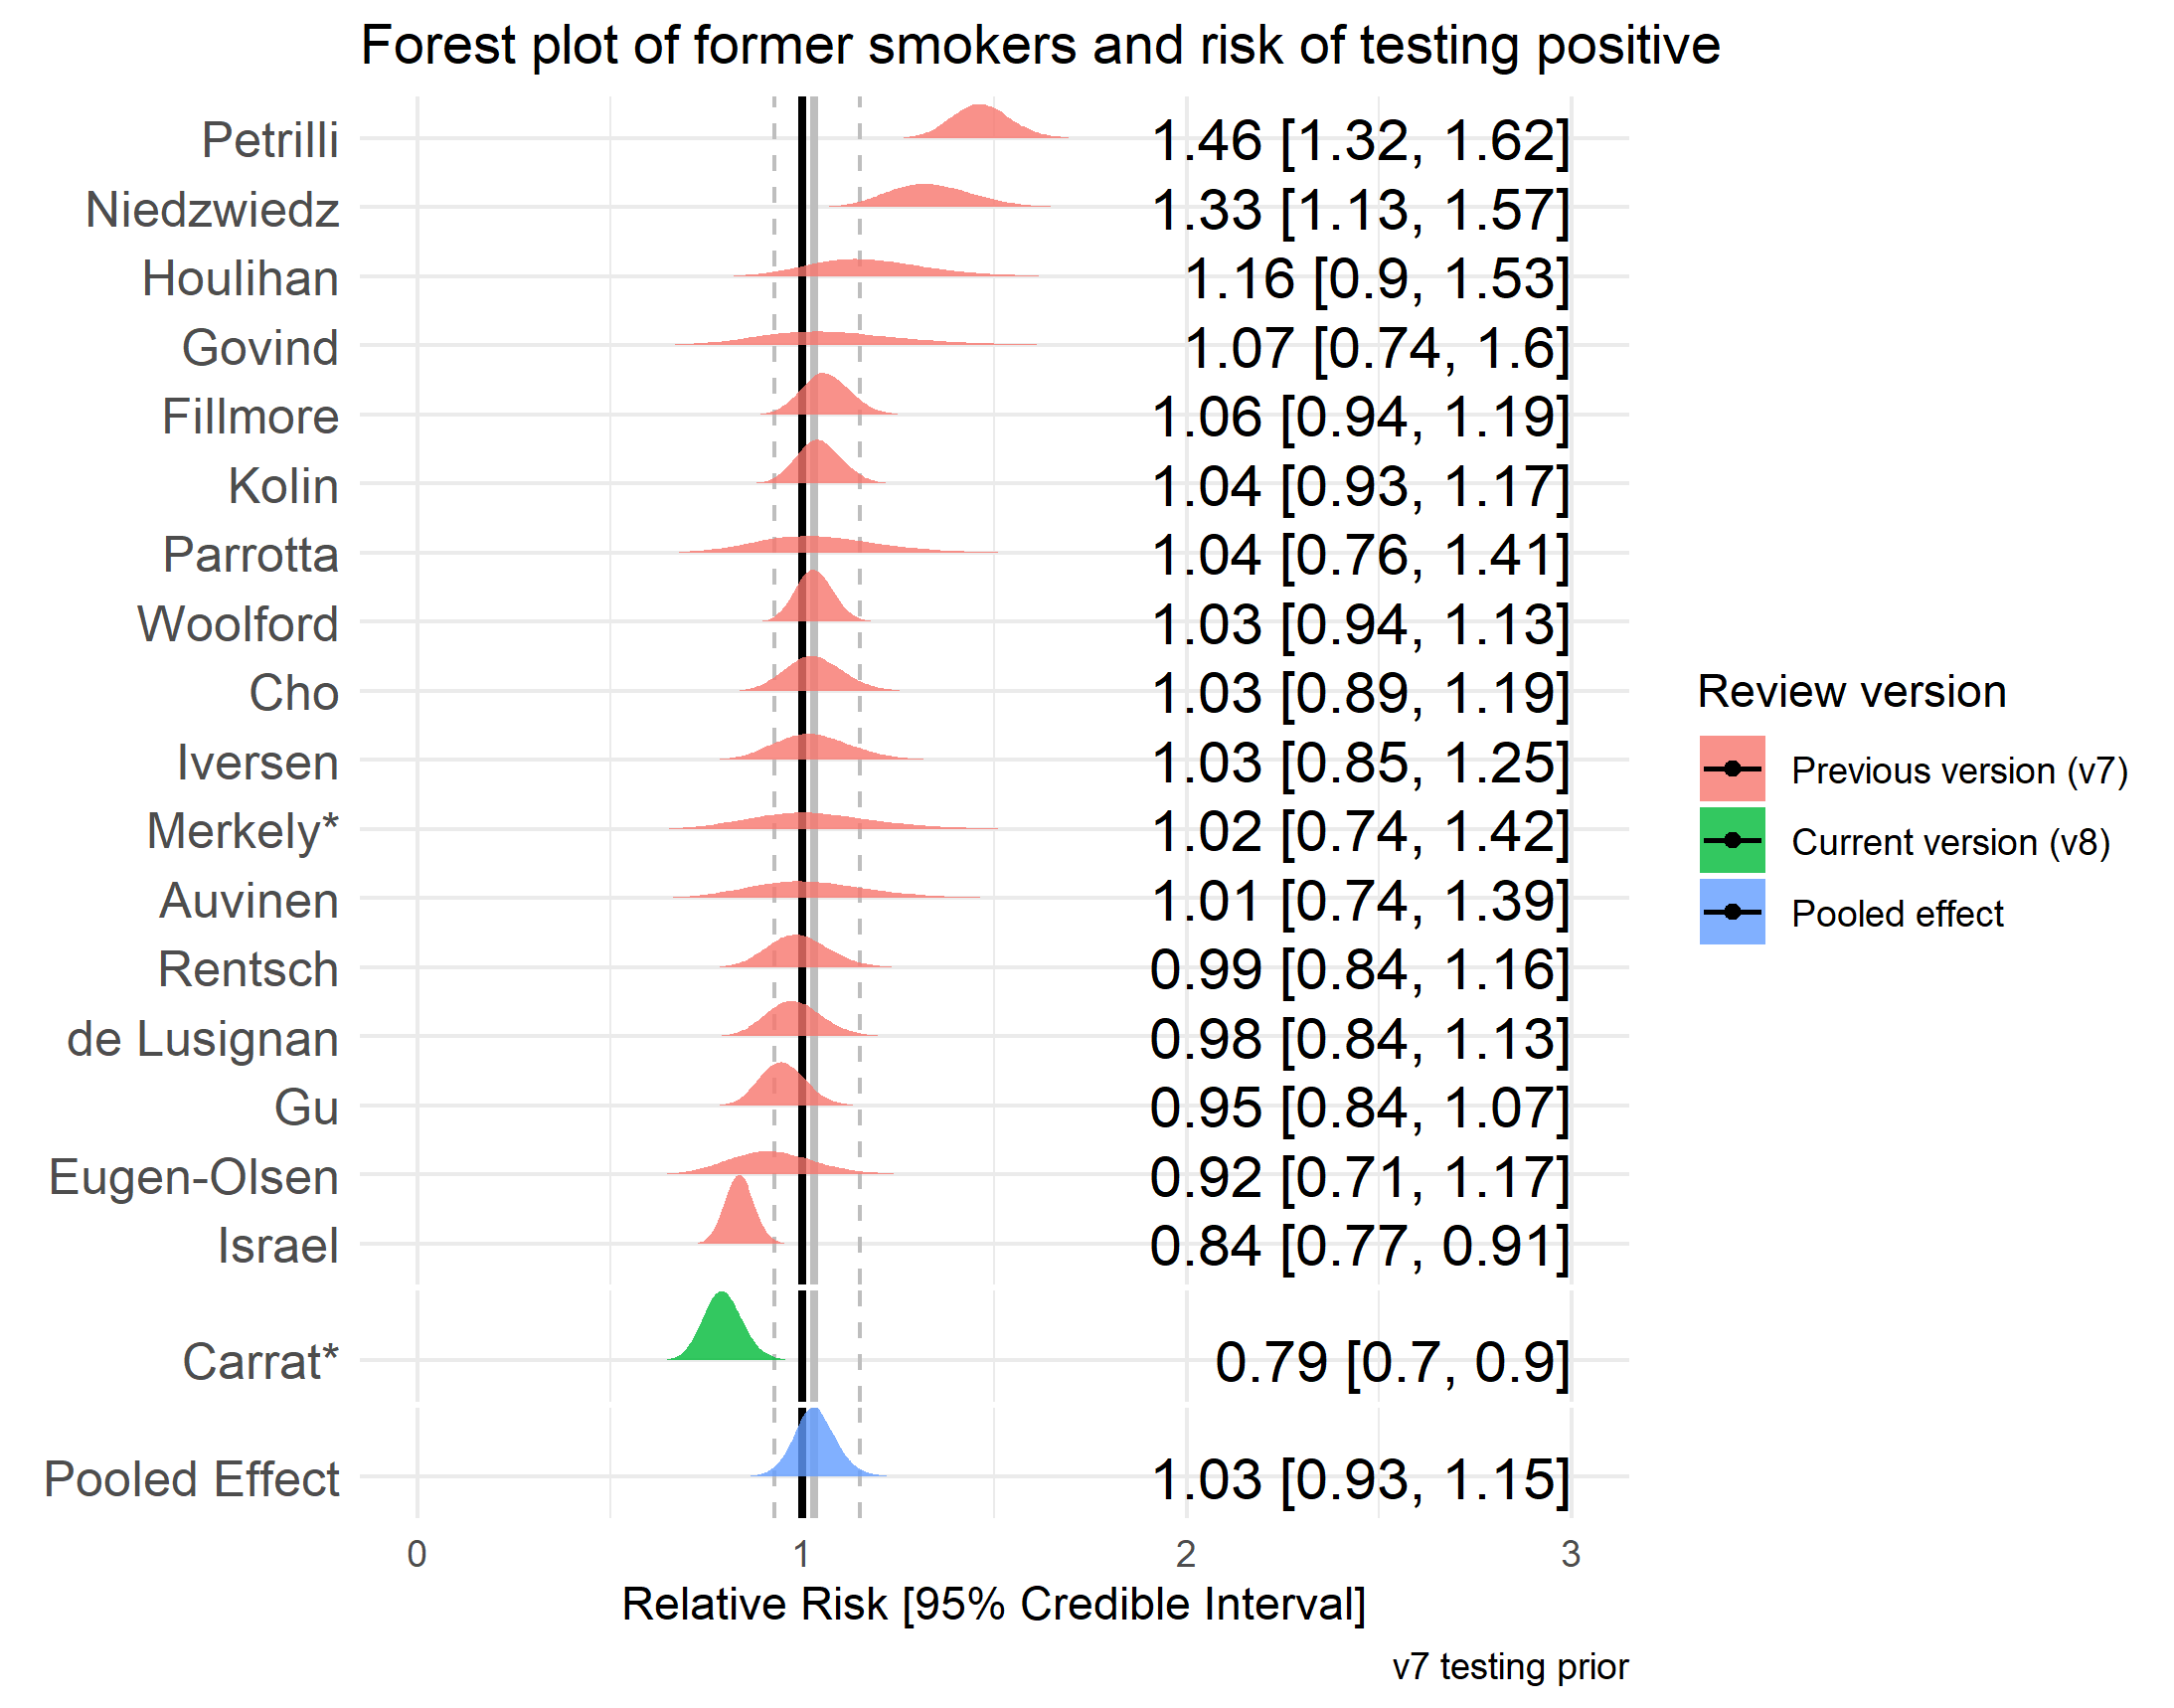 Forest plot of former smokers and risk of testing positive
Petrilli 1.46 [1.32, 1.62]
Niedzwiedz 1.33 [1.13, 1.57]
Houlihan 1.16 [0.9, 1.53]
Govind 1.07 [0.74, 1.6]
Fillmore 1.06 [0.94, 1.19]
Kolin 1.04 [0.93, 1.17]
Parrotta 1.04 [0.76, 1.41]
Woolford 1.03 [0.94, 1.13]
Cho 1.03 [0.89, 1.19]
Iversen 1.03 [0.85, 1.25]
Merkely* 1.02 [0.74, 1.42]
Auvinen 1.01 [0.74, 1.39]
Rentsch 0.99 [0.84, 1.16]
de Lusignan 0.98 [0.84, 1.13]
Gu 0.95 [0.84, 1.07]
Eugen-Olsen 0.92 [0.71, 1.17]
Israel 0.84 [0.77, 0.91]
Carrat* 0.79 [0.7, 0.9]
Pooled Effect 1.03 [0.93, 1.15]
0 1 2 3
Relative Risk [95% Credible Interval]
v7 testing prior
Review version
Previous version (v7)
Current version (v8)
Pooled effect